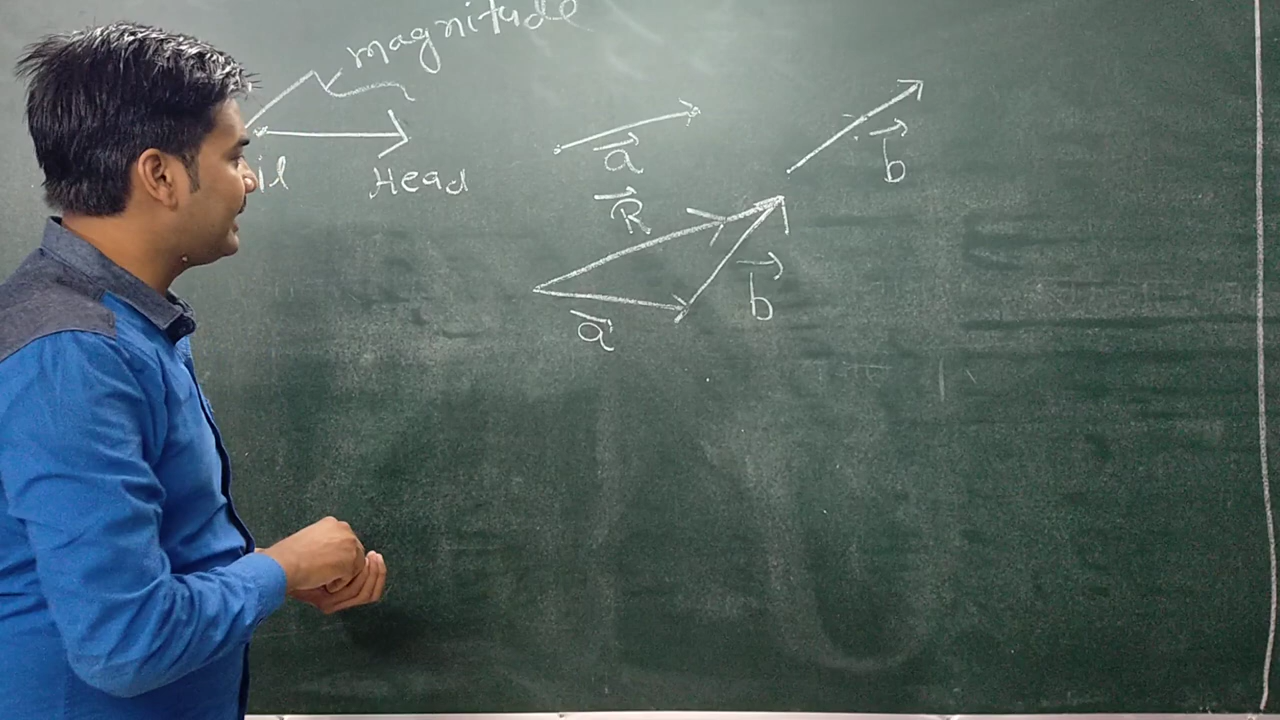 magnitude
il Head
a⃗
b⃗
R⃗
b⃗
a⃗